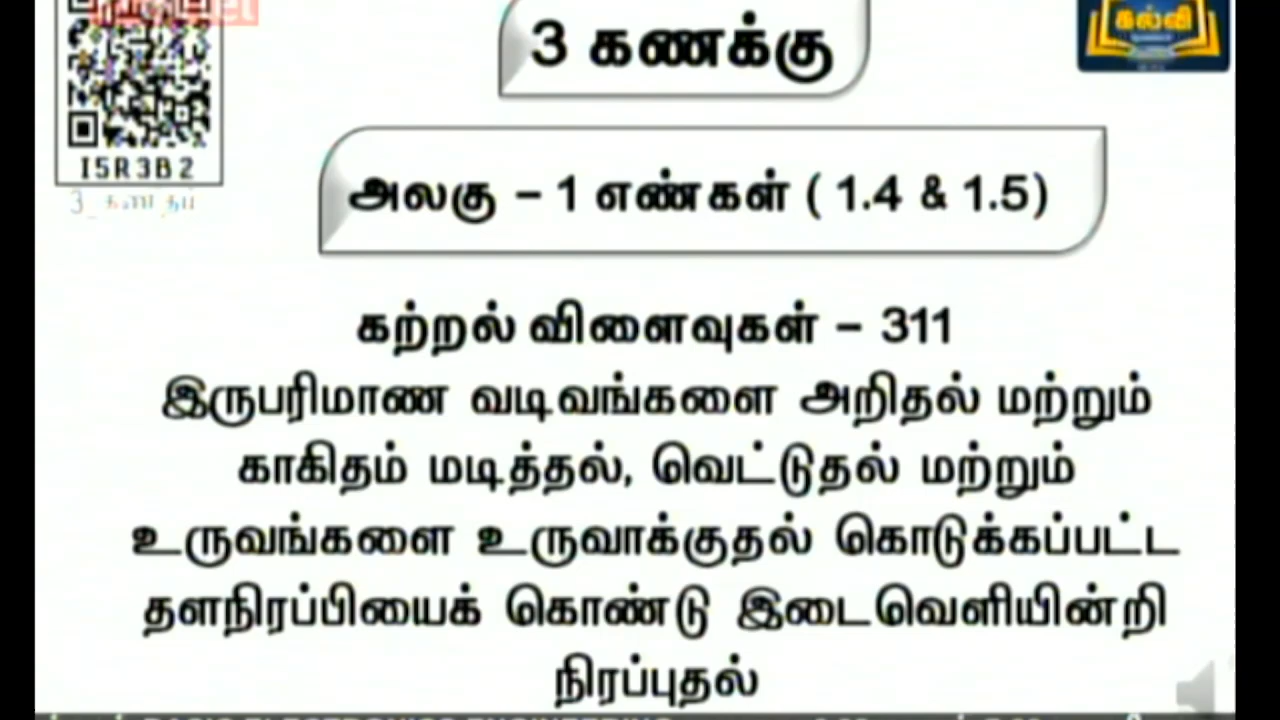 3 கணக்கு
கல்வி
I5R3B2
அலகு – 1 எண்கள் ( 1.4 & 1.5)
கற்றல் விளைவுகள் – 311
இருபரிமாண வடிவங்களை அறிதல் மற்றும்
காகிதம் மடித்தல், வெட்டுதல் மற்றும்
உருவங்களை உருவாக்குதல் கொடுக்கப்பட்ட
தளநிரப்பியைக் கொண்டு இடைவெளியின்றி
நிரப்புதல்